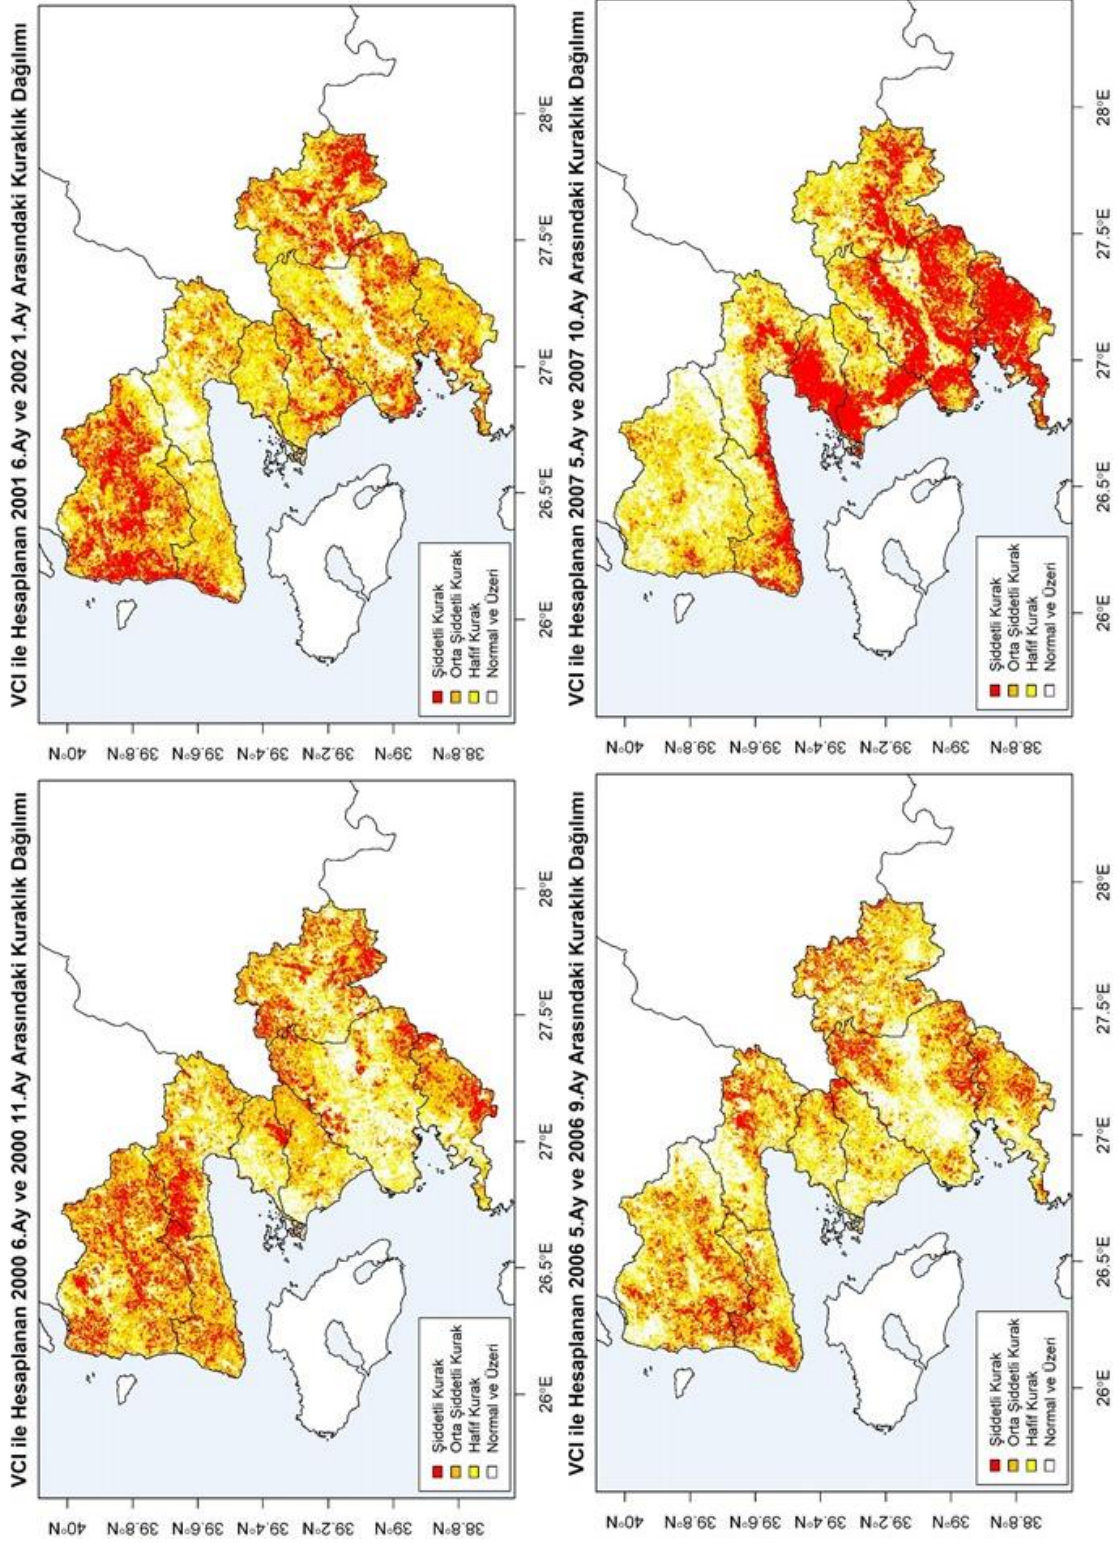 VCI ile Hesaplanan 2000 6.Ay ve 2000 11.Ay Arasındaki Kuraklık Dağılımı
40°N
39.8°N
39.6°N
39.4°N
39.2°N
39°N
38.8°N
Şiddetli Kurak
Orta Şiddetli Kurak
Hafif Kurak
Normal ve Üzeri
26°E 26.5°E 27°E 27.5°E 28°E
VCI ile Hesaplanan 2001 6.Ay ve 2002 1.Ay Arasındaki Kuraklık Dağılımı
40°N
39.8°N
39.6°N
39.4°N
39.2°N
39°N
38.8°N
Şiddetli Kurak
Orta Şiddetli Kurak
Hafif Kurak
Normal ve Üzeri
26°E 26.5°E 27°E 27.5°E 28°E
VCI ile Hesaplanan 2006 5.Ay ve 2006 9.Ay Arasındaki Kuraklık Dağılımı
40°N
39.8°N
39.6°N
39.4°N
39.2°N
39°N
38.8°N
Şiddetli Kurak
Orta Şiddetli Kurak
Hafif Kurak
Normal ve Üzeri
26°E 26.5°E 27°E 27.5°E 28°E
VCI ile Hesaplanan 2007 5.Ay ve 2007 10.Ay Arasındaki Kuraklık Dağılımı
40°N
39.8°N
39.6°N
39.4°N
39.2°N
39°N
38.8°N
Şiddetli Kurak
Orta Şiddetli Kurak
Hafif Kurak
Normal ve Üzeri
26°E 26.5°E 27°E 27.5°E 28°E